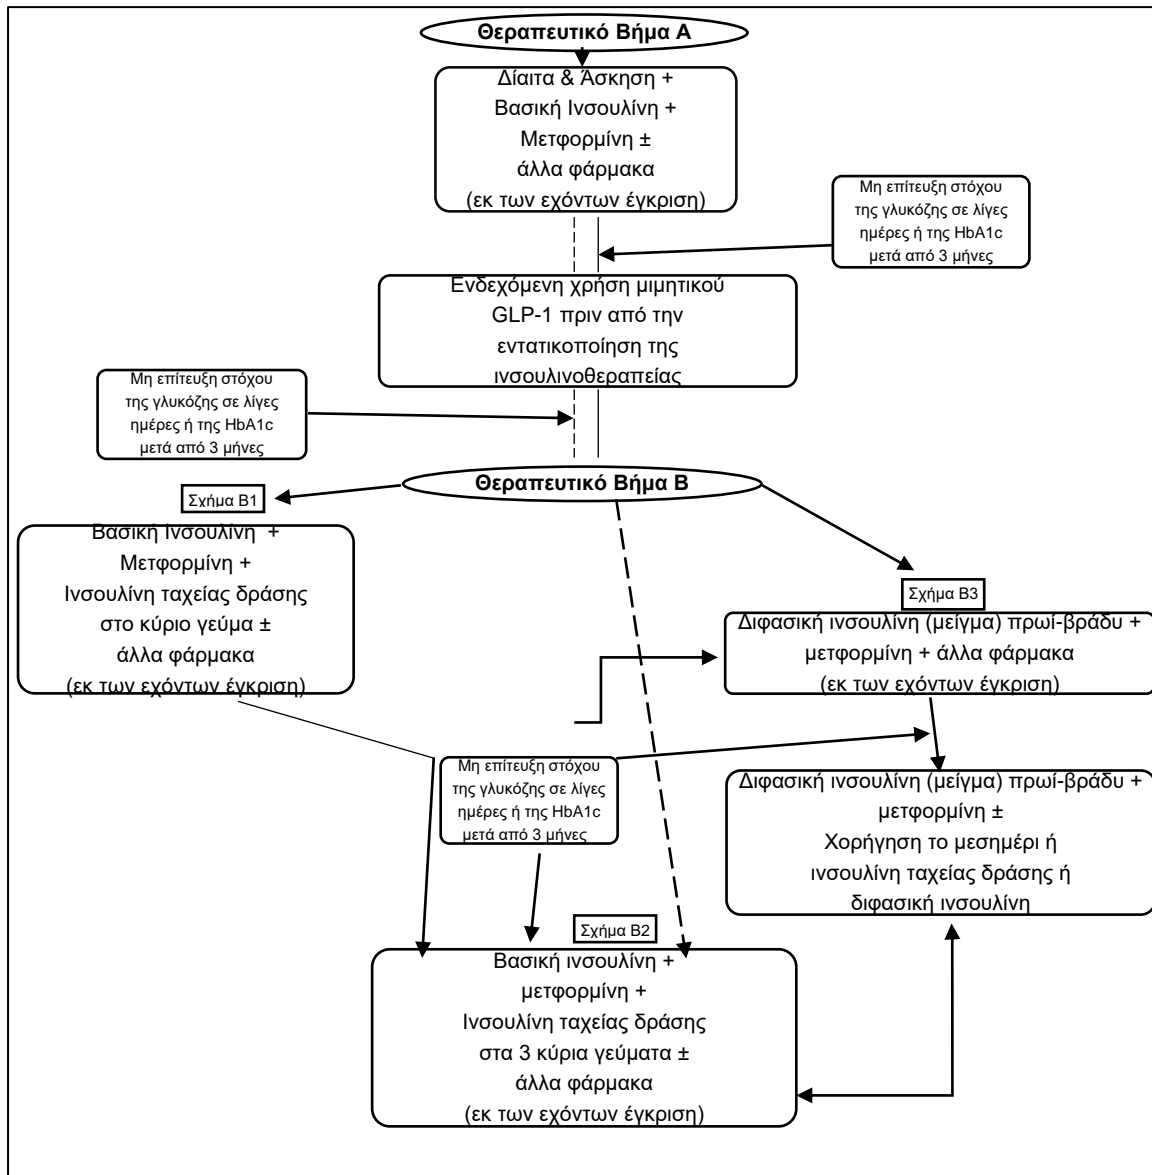 Θεραπευτικό Βήμα Α
Δίαιτα & Άσκηση +
Βασική Ινσουλίνη +
Μετφορμίνη ±
άλλα φάρμακα
(εκ των εχόντων έγκριση)
Μη επίτευξη στόχου
της γλυκόζης σε λίγες
ημέρες ή της HbA1c
μετά από 3 μήνες
Ενδεχόμενη χρήση μιμητικού
GLP-1 πριν από την
εντατικοποίηση της
ινσουλινοθεραπείας
Μη επίτευξη στόχου
της γλυκόζης σε λίγες
ημέρες ή της HbA1c
μετά από 3 μήνες
Θεραπευτικό Βήμα Β
Σχήμα Β1
Βασική Ινσουλίνη +
Μετφορμίνη +
Ινσουλίνη ταχείας δράσης
στο κύριο γεύμα ±
άλλα φάρμακα
(εκ των εχόντων έγκριση)
Σχήμα Β3
Διφασική ινσουλίνη (μείγμα) πρωί-βράδυ +
μετφορμίνη + άλλα φάρμακα
(εκ των εχόντων έγκριση)
Μη επίτευξη στόχου
της γλυκόζης σε λίγες
ημέρες ή της HbA1c
μετά από 3 μήνες
Διφασική ινσουλίνη (μείγμα) πρωί-βράδυ +
μετφορμίνη ±
Χορήγηση το μεσημέρι ή
ινσουλίνη ταχείας δράσης ή
διφασική ινσουλίνη
Σχήμα Β2
Βασική ινσουλίνη +
μετφορμίνη +
Ινσουλίνη ταχείας δράσης
στα 3 κύρια γεύματα ±
άλλα φάρμακα
(εκ των εχόντων έγκριση)